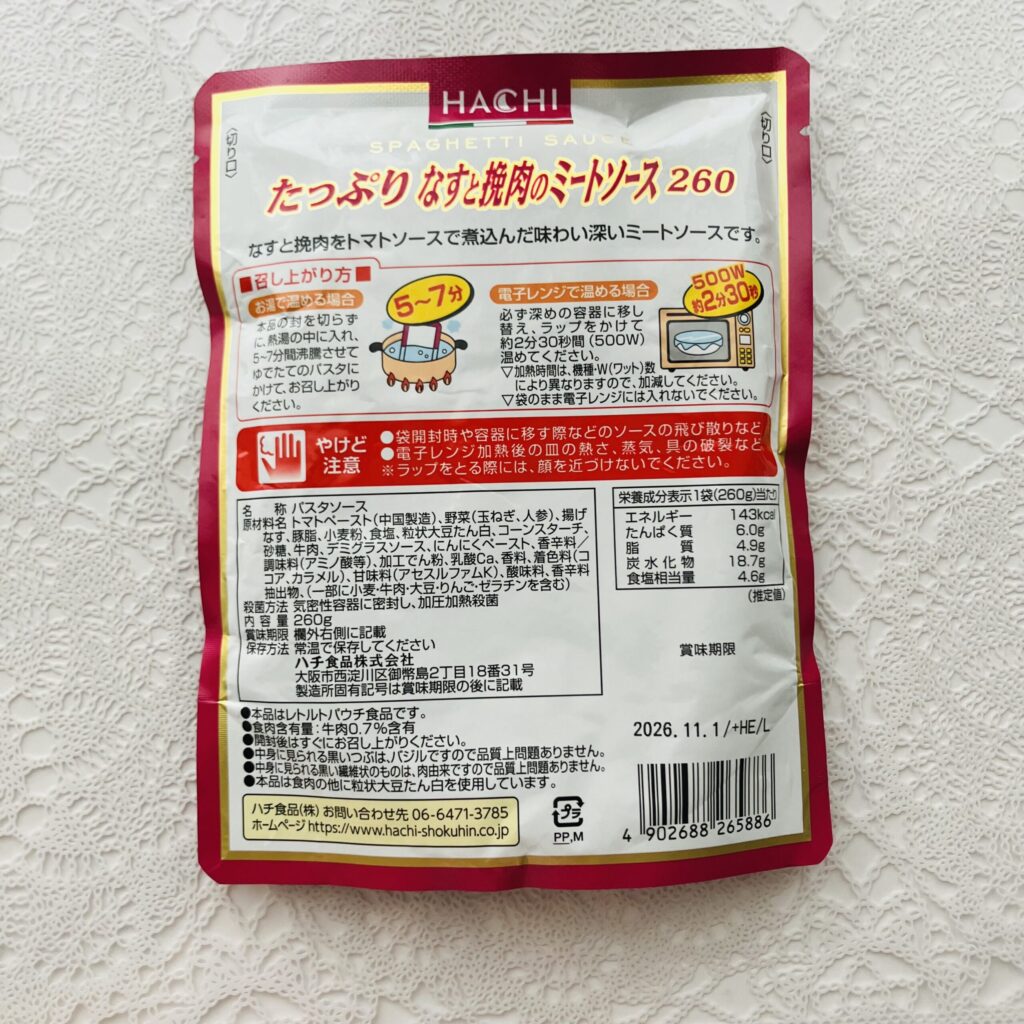 HACHI
SPAGHETTI SAUCE
〈切り口〉
〈切り口〉
たっぷり なすと挽肉のミートソース 260
なすと挽肉をトマトソースで煮込んだ味わい深いミートソースです。
■召し上がり方■
お湯で温める場合
5～7分
本品の封を切らず
に、熱湯の中に入れ、
5~7分間沸騰させて
ゆでたてのパスタに
かけて、お召し上がり
ください。
電子レンジで温める場合
500W
約2分30秒
必ず深めの容器に移し
替え、ラップをかけて
約2分30秒間(500W)
温めてください。
▽加熱時間は、機種・W(ワット)数
により異なりますので、加減してください。
▽袋のまま電子レンジには入れないでください。
やけど
注意
●袋開封時や容器に移す際などのソースの飛び散りなど
●電子レンジ加熱後の皿の熱さ、蒸気、具の破裂など
※ラップをとる際には、顔を近づけないでください。
名称 パスタソース
原材料名 トマトペースト(中国製造)、野菜(玉ねぎ、人参)、揚げ
なす、豚脂、小麦粉、食塩、粒状大豆たん白、コーンスターチ、
砂糖、牛肉、デミグラスソース、にんにくペースト、香辛料/
調味料(アミノ酸等)、加工でん粉、乳酸Ca、香料、着色料(コ
コア、カラメル)、甘味料(アセスルファムK)、酸味料、香辛料
抽出物、(一部に小麦・牛肉・大豆・りんご・ゼラチンを含む)
殺菌方法 気密性容器に密封し、加圧加熱殺菌
内容量 260g
賞味期限 欄外右側に記載
保存方法 常温で保存してください
ハチ食品株式会社
大阪市西淀川区御幣島2丁目18番31号
製造所固有記号は賞味期限の後に記載
栄養成分表示1袋(260g)当たり
エネルギー 143kcal
たんぱく質 6.0g
脂質 4.9g
炭水化物 18.7g
食塩相当量 4.6g
(推定値)
賞味期限
2026.11.1/+HE/L
●本品はレトルトパウチ食品です。
●食肉含有量:牛肉0.7%含有
●開封後はすぐにお召し上がりください。
●中身に見られる黒いつぶは、バジルですので品質上問題ありません。
●中身に見られる黒い繊維状のものは、肉由来ですので品質上問題ありません。
●本品は食肉の他に粒状大豆たん白を使用しています。
ハチ食品(株) お問い合わせ先 06-6471-3785
ホームページ https://www.hachi-shokuhin.co.jp
プラ
PP,M
4 902688 265886